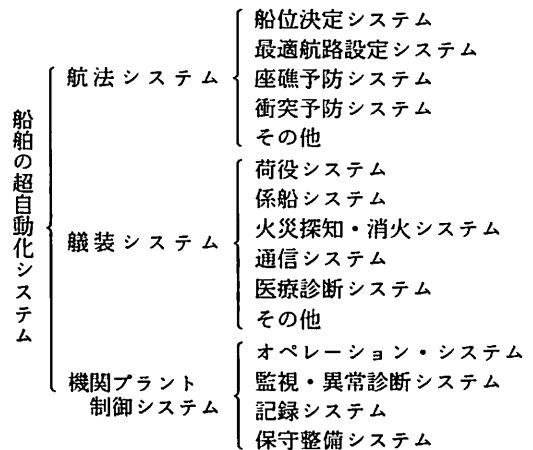 船舶の超自動化システム
航法システム
船位決定システム
最適航路設定システム
座礁予防システム
衝突予防システム
その他
艤装システム
荷役システム
係船システム
火災探知・消火システム
通信システム
医療診断システム
その他
機関プラント
制御システム
オペレーション・システム
監視・異常診断システム
記録システム
保守整備システム